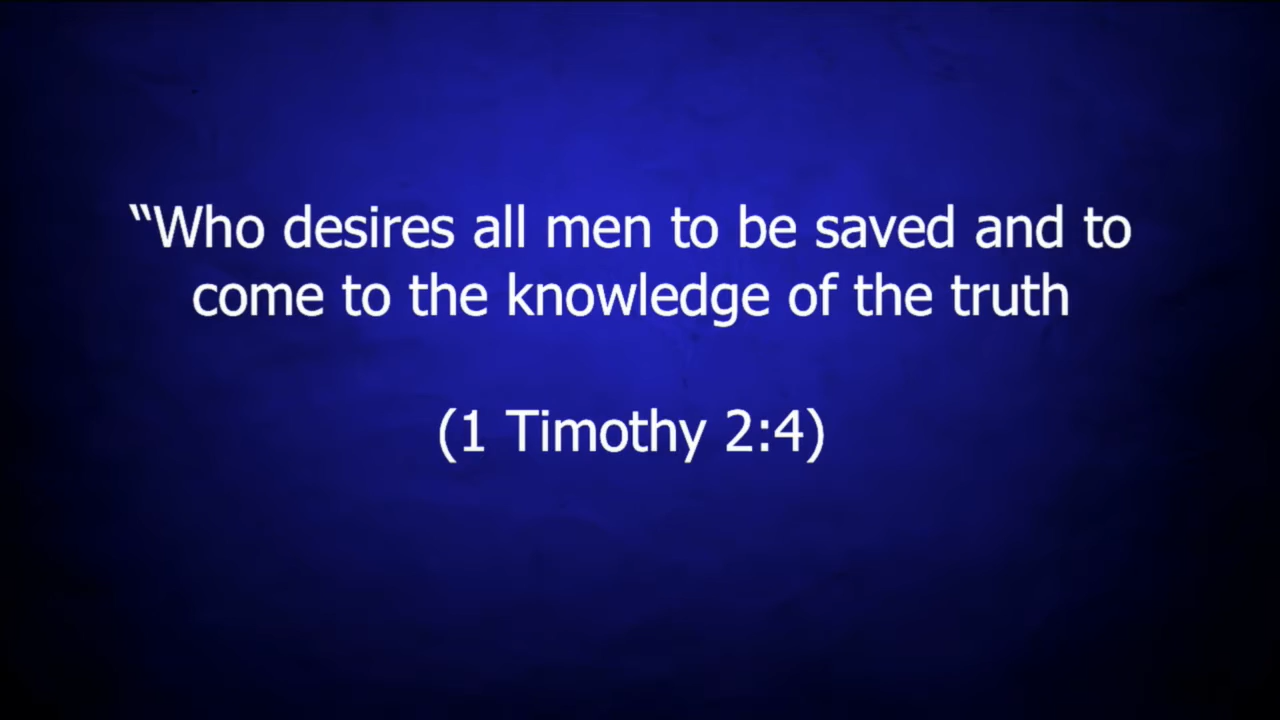 “Who desires all men to be saved and to
come to the knowledge of the truth
(1 Timothy 2:4)